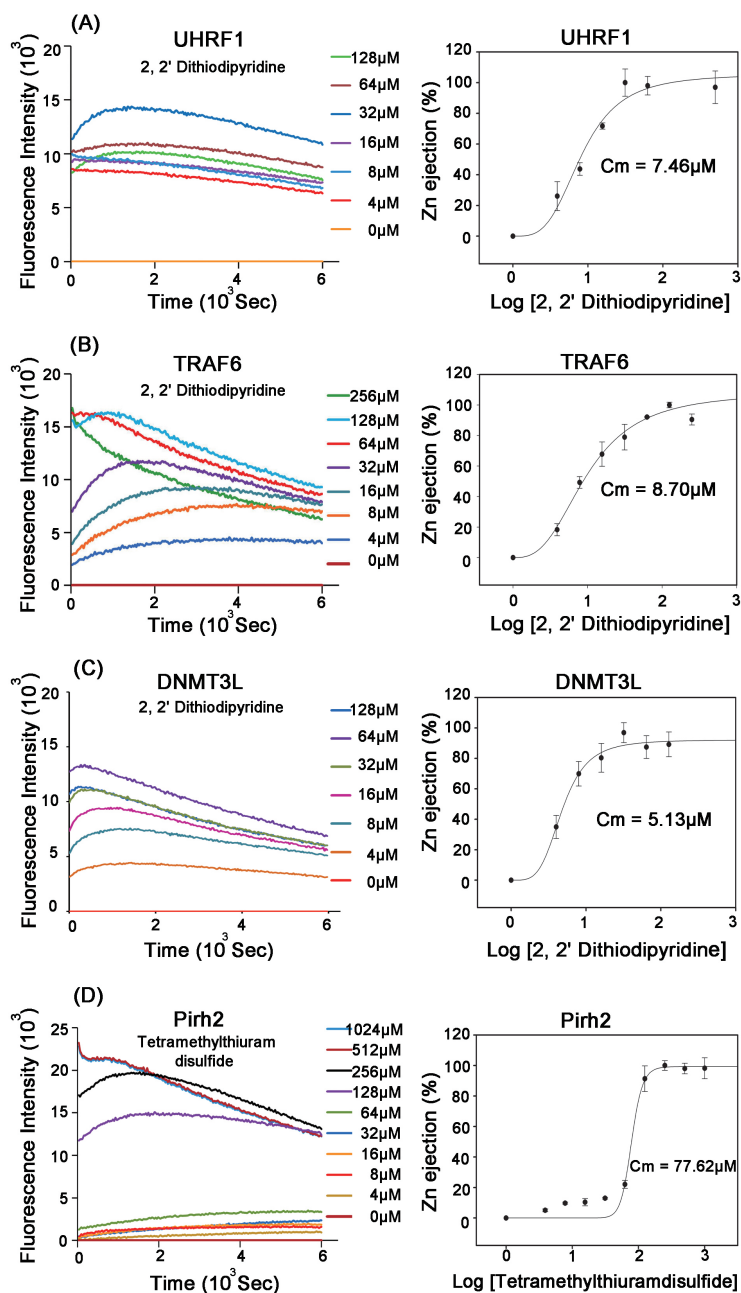 (A)
UHRF1
2, 2' Dithiodipyridine
Fluorescence Intensity (10³)
20
15
10
5
0
0
2
4
6
Time (10³Sec)
128µM
64µM
32µM
16µM
8µM
4µM
0µM
UHRF1
Zn ejection (%)
120
100
80
60
40
20
0
Cm = 7.46µM
0
1
2
3
Log [2, 2' Dithiodipyridine]
(B)
TRAF6
2, 2' Dithiodipyridine
Fluorescence Intensity (10³)
20
15
10
5
0
0
2
4
6
Time (10³Sec)
256µM
128µM
64µM
32µM
16µM
8µM
4µM
0µM
TRAF6
Zn ejection (%)
120
100
80
60
40
20
0
Cm = 8.70µM
0
1
2
3
Log [2, 2' Dithiodipyridine]
(C)
DNMT3L
2, 2' Dithiodipyridine
Fluorescence Intensity (10³)
20
15
10
5
0
0
2
4
6
Time (10³Sec)
128µM
64µM
32µM
16µM
8µM
4µM
0µM
DNMT3L
Zn ejection (%)
120
100
80
60
40
20
0
Cm = 5.13µM
0
1
2
3
Log [2, 2' Dithiodipyridine]
(D)
Pirh2
Tetramethylthiuram
disulfide
Fluorescence Intensity (10³)
25
20
15
10
5
0
0
2
4
6
Time (10³Sec)
1024µM
512µM
256µM
128µM
64µM
32µM
16µM
8µM
4µM
0µM
Pirh2
Zn ejection (%)
120
100
80
60
40
20
0
Cm = 77.62µM
0
1
2
3
Log [Tetramethylthiuramdisulfide]